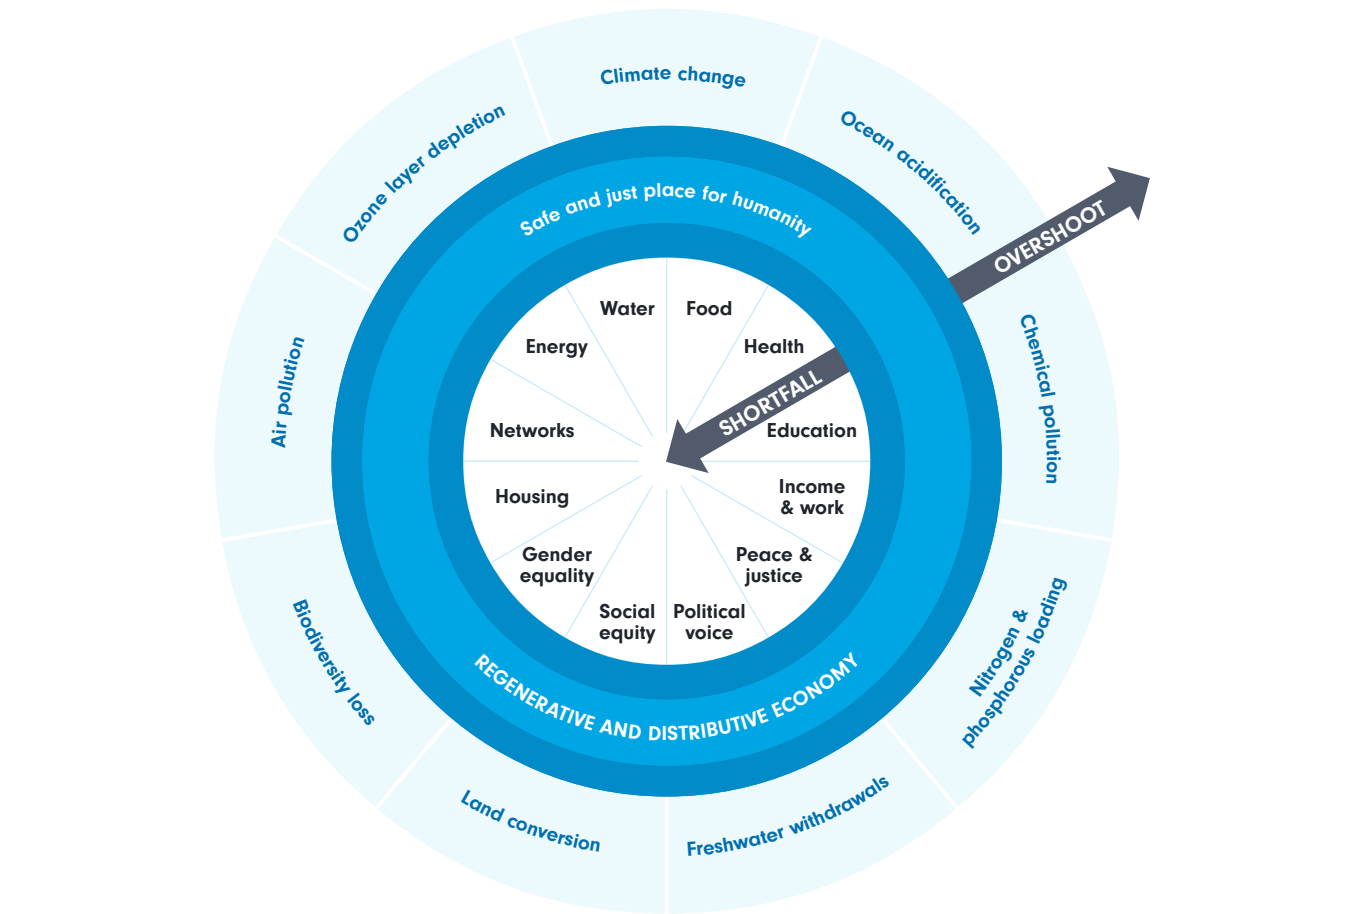 Climate change
Ocean acidification
OVERSHOOT
Chemical pollution
Nitrogen &
phosphorous loading
Freshwater withdrawals
Land conversion
Biodiversity loss
Air pollution
Ozone layer depletion
Safe and just place for humanity
REGENERATIVE AND DISTRIBUTIVE ECONOMY
Water
Food
Health
SHORTFALL
Education
Income
& work
Peace &
justice
Political
voice
Social
equity
Gender
equality
Housing
Networks
Energy